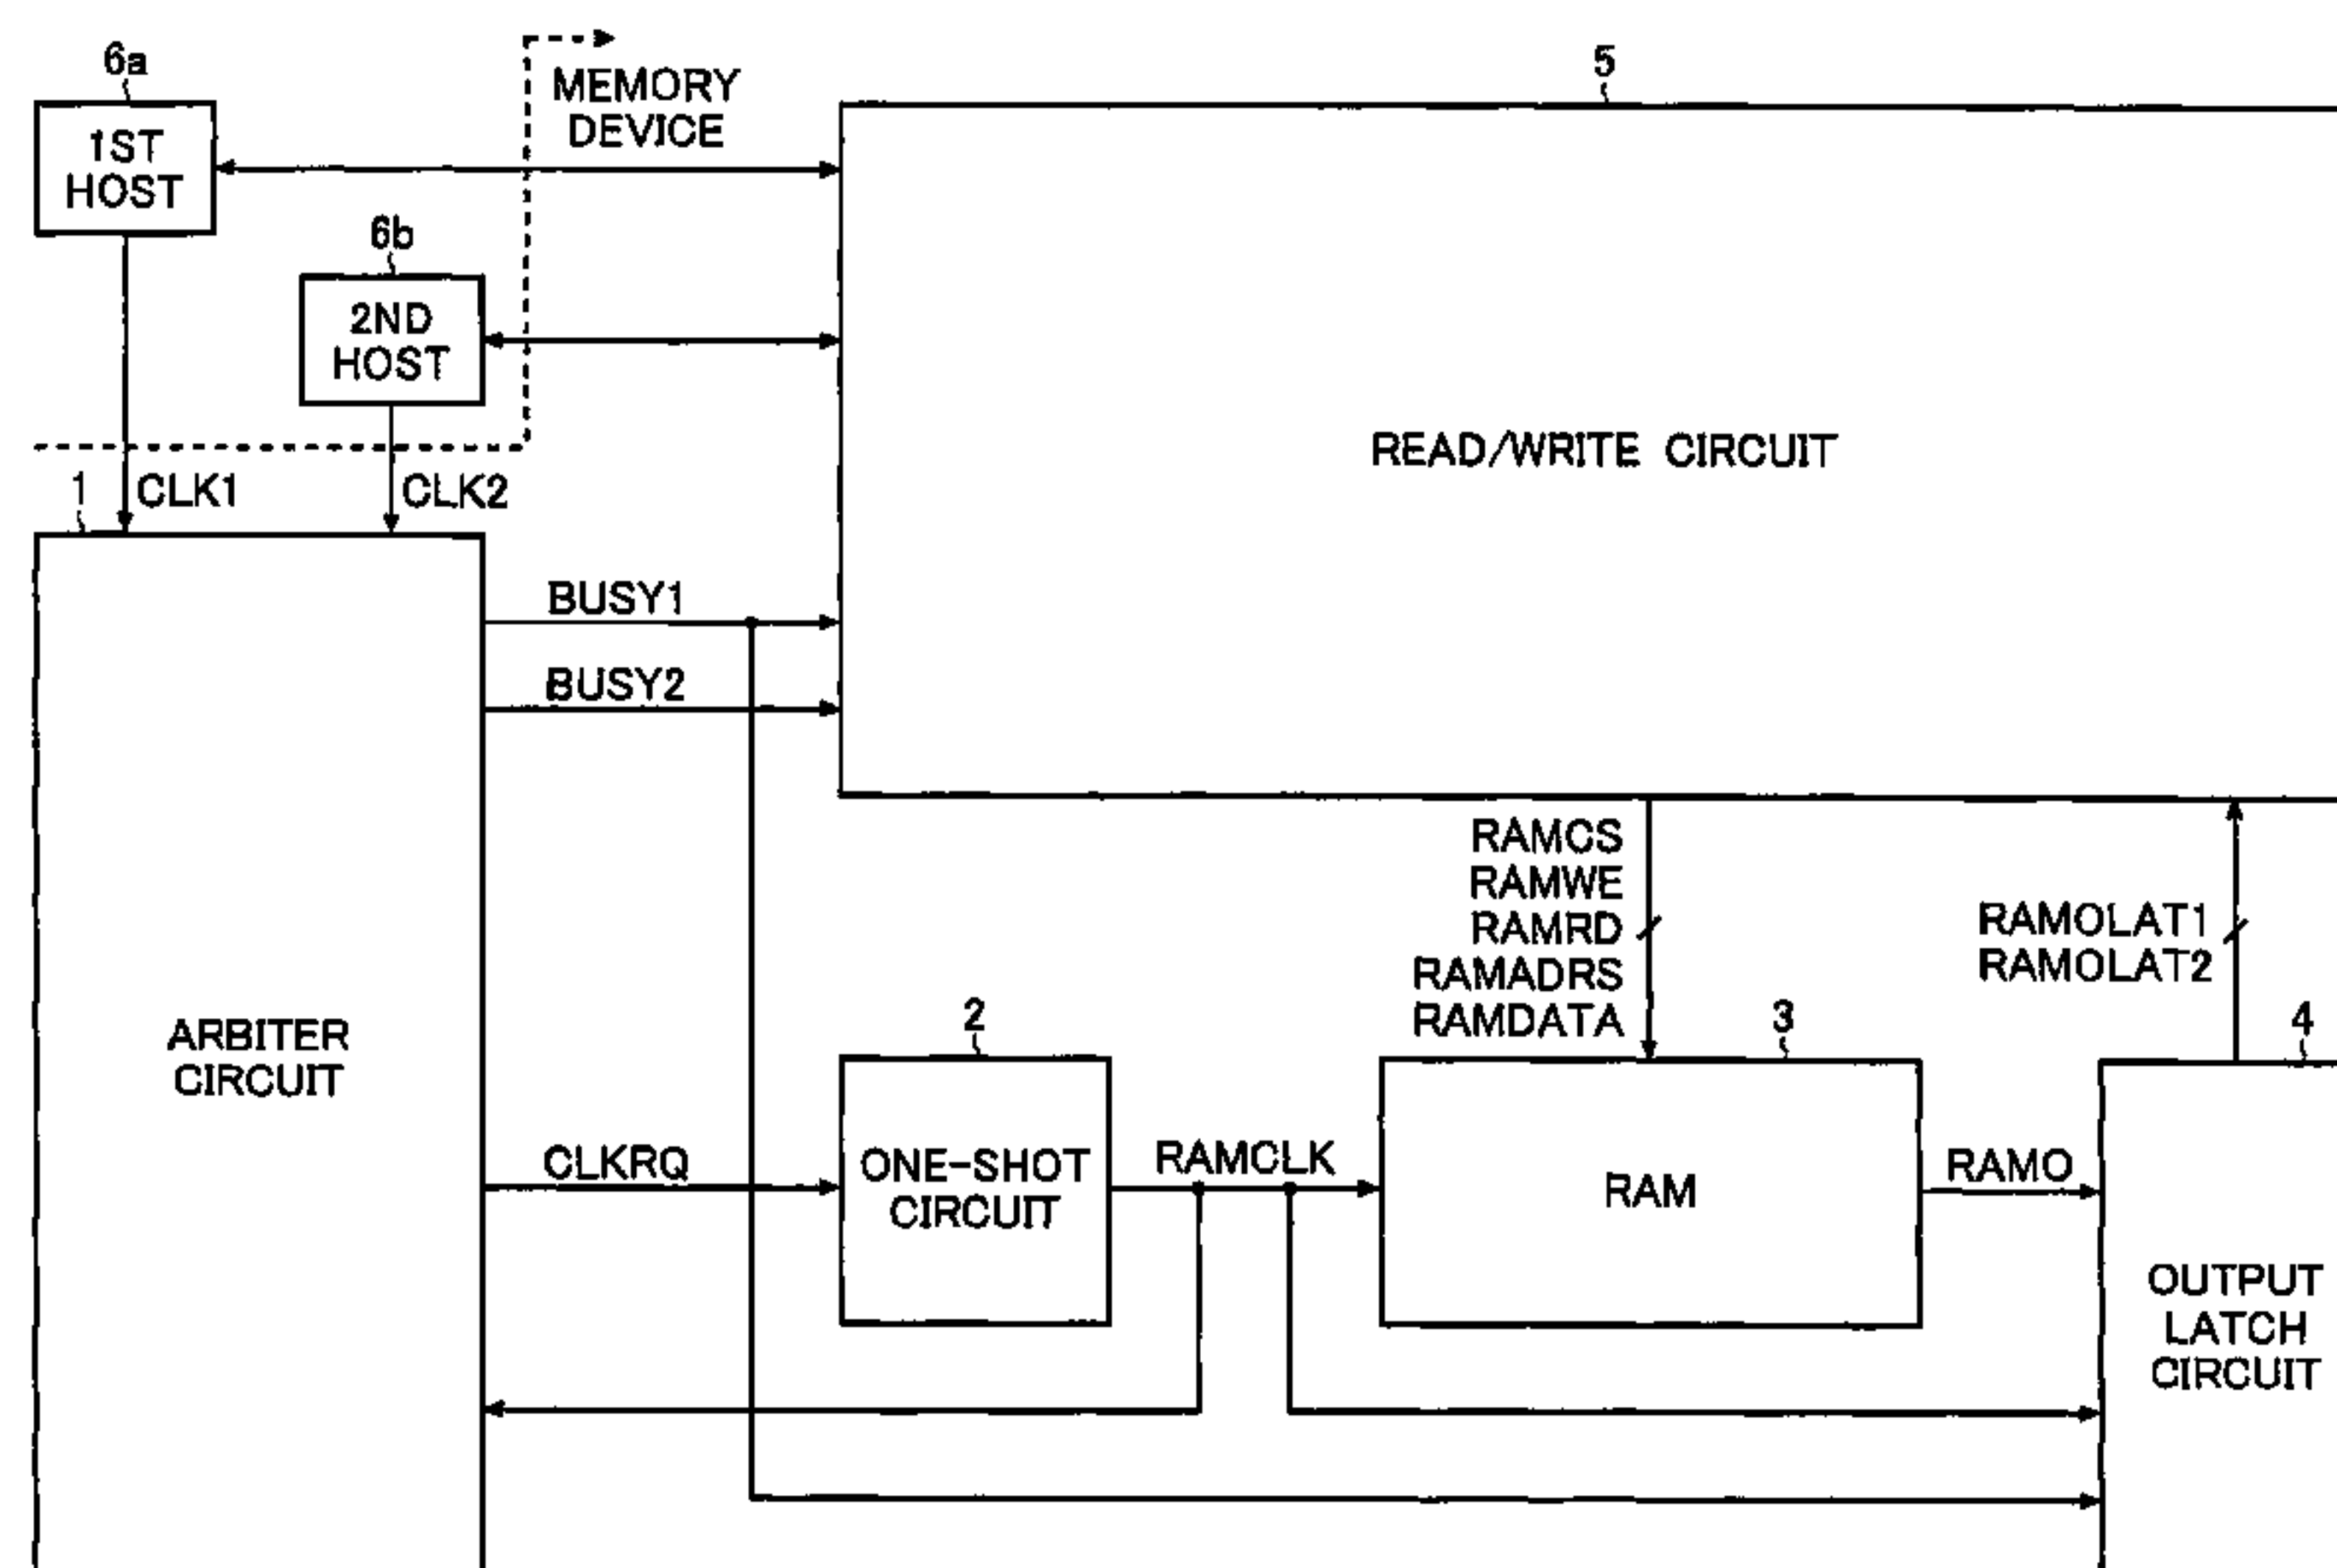 6a
MEMORY
DEVICE
5
1ST
HOST
6b
2ND
HOST
READ/WRITE CIRCUIT
1
CLK1
CLK2
BUSY1
BUSY2
RAMCS
RAMWE
RAMRD
RAMADRS
RAMDATA
RAMOLAT1
RAMOLAT2
ARBITER
CIRCUIT
2
3
4
CLKRQ
ONE-SHOT
CIRCUIT
RAMCLK
RAM
RAMO
OUTPUT
LATCH
CIRCUIT